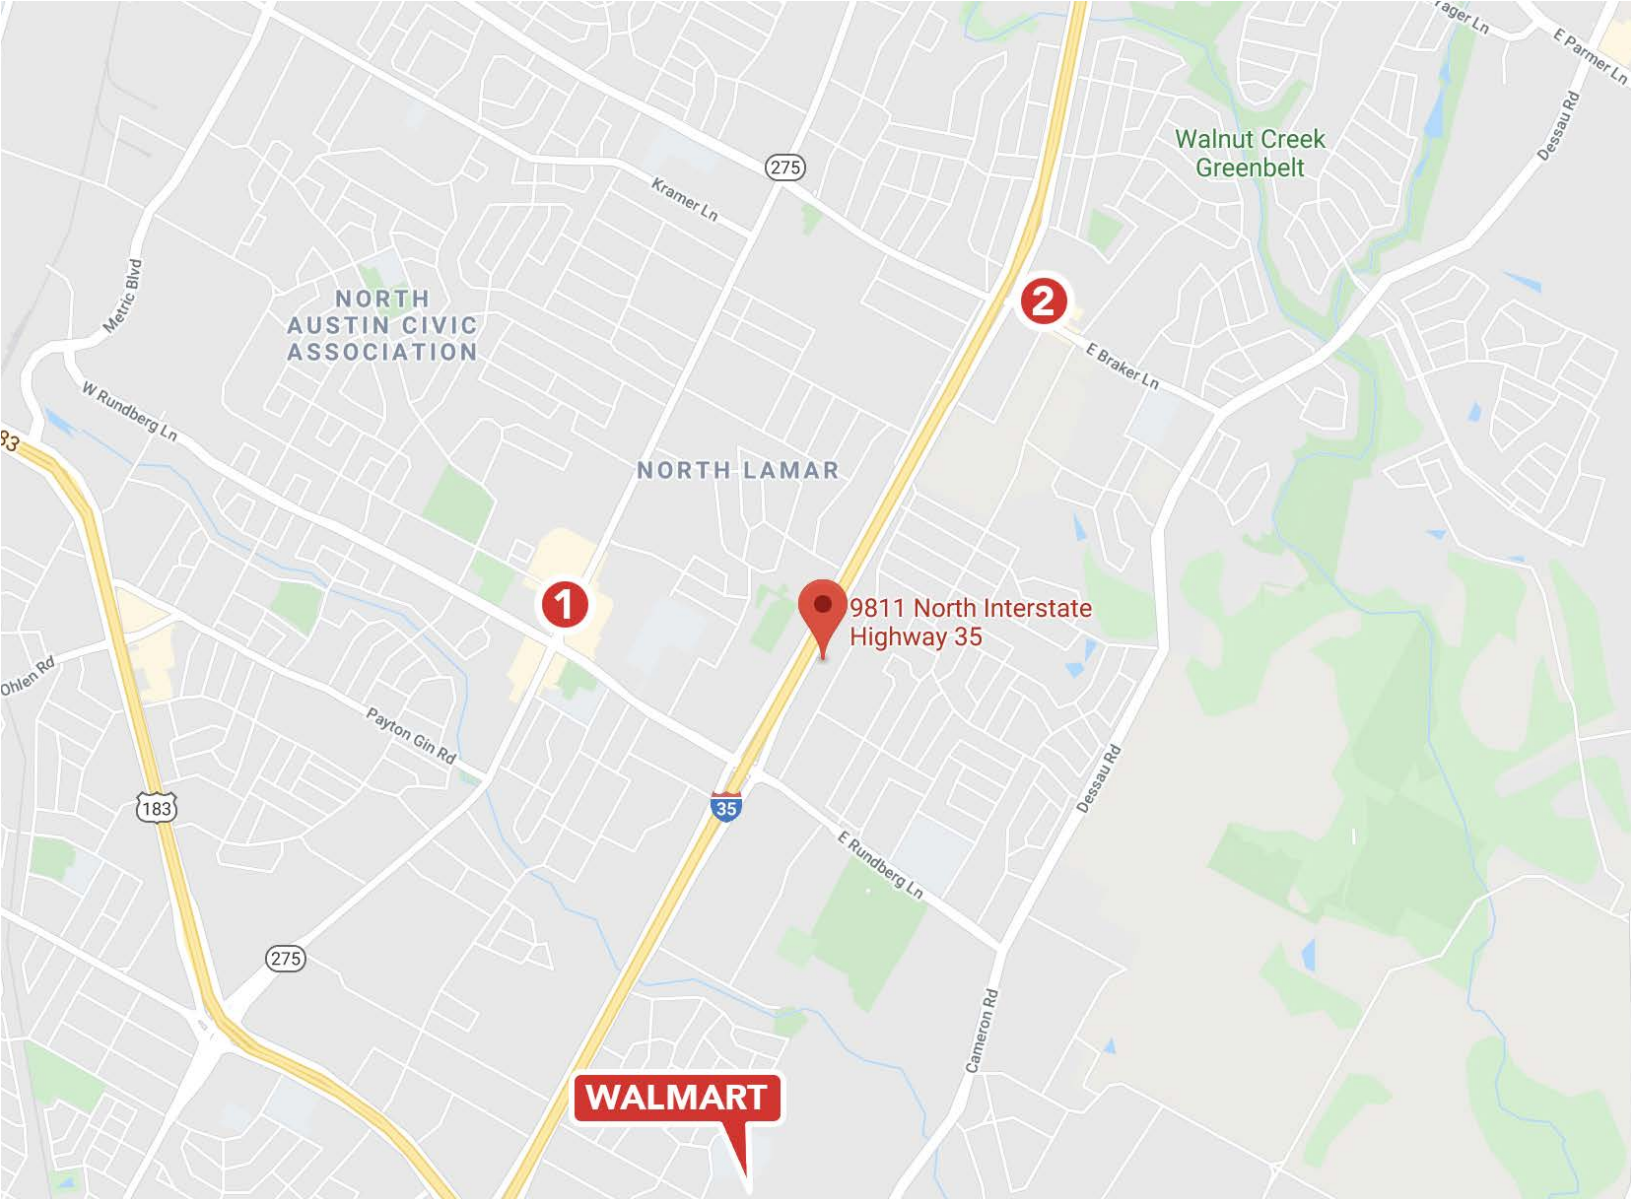 Yager Ln
E Parmer Ln
Dessau Rd
Walnut Creek
Greenbelt
275
Kramer Ln
Metric Blvd
NORTH
AUSTIN CIVIC
ASSOCIATION
2
E Braker Ln
W Rundberg Ln
83
NORTH LAMAR
1
9811 North Interstate
Highway 35
Ohlen Rd
Payton Gin Rd
Dessau Rd
183
35
E Rundberg Ln
275
Cameron Rd
WALMART